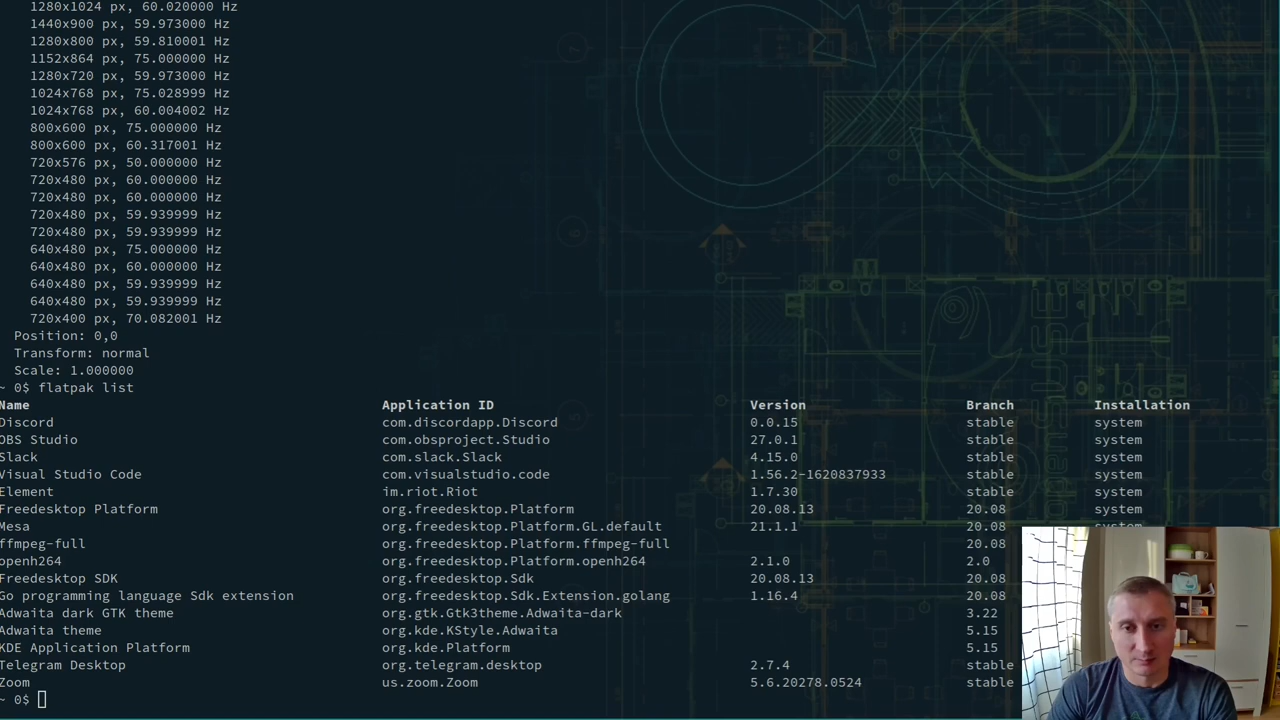 1280x1024 px, 60.020000 Hz
1440x900 px, 59.973000 Hz
1280x800 px, 59.810001 Hz
1152x864 px, 75.000000 Hz
1280x720 px, 59.973000 Hz
1024x768 px, 75.028999 Hz
1024x768 px, 60.004002 Hz
800x600 px, 75.000000 Hz
800x600 px, 60.317001 Hz
720x576 px, 50.000000 Hz
720x480 px, 60.000000 Hz
720x480 px, 60.000000 Hz
720x480 px, 59.939999 Hz
720x480 px, 59.939999 Hz
640x480 px, 75.000000 Hz
640x480 px, 60.000000 Hz
640x480 px, 59.939999 Hz
640x480 px, 59.939999 Hz
720x400 px, 70.082001 Hz
Position: 0,0
Transform: normal
Scale: 1.000000
~ 0$ flatpak list
Name Application ID Version Branch Installation
Discord com.discordapp.Discord 0.0.15 stable system
OBS Studio com.obsproject.Studio 27.0.1 stable system
Slack com.slack.Slack 4.15.0 stable system
Visual Studio Code com.visualstudio.code 1.56.2-1620837933 stable system
Element im.riot.Riot 1.7.30 stable system
Freedesktop Platform org.freedesktop.Platform 20.08.13 20.08 system
Mesa org.freedesktop.Platform.GL.default 21.1.1 20.08 system
ffmpeg-full org.freedesktop.Platform.ffmpeg-full 20.08
openh264 org.freedesktop.Platform.openh264 2.1.0 2.0
Freedesktop SDK org.freedesktop.Sdk 20.08.13 20.08
Go programming language Sdk extension org.freedesktop.Sdk.Extension.golang 1.16.4 20.08
Adwaita dark GTK theme org.gtk.Gtk3theme.Adwaita-dark 3.22
Adwaita theme org.kde.KStyle.Adwaita 5.15
KDE Application Platform org.kde.Platform 5.15
Telegram Desktop org.telegram.desktop 2.7.4 stable
Zoom us.zoom.Zoom 5.6.20278.0524 stable
~ 0$
openSUSE